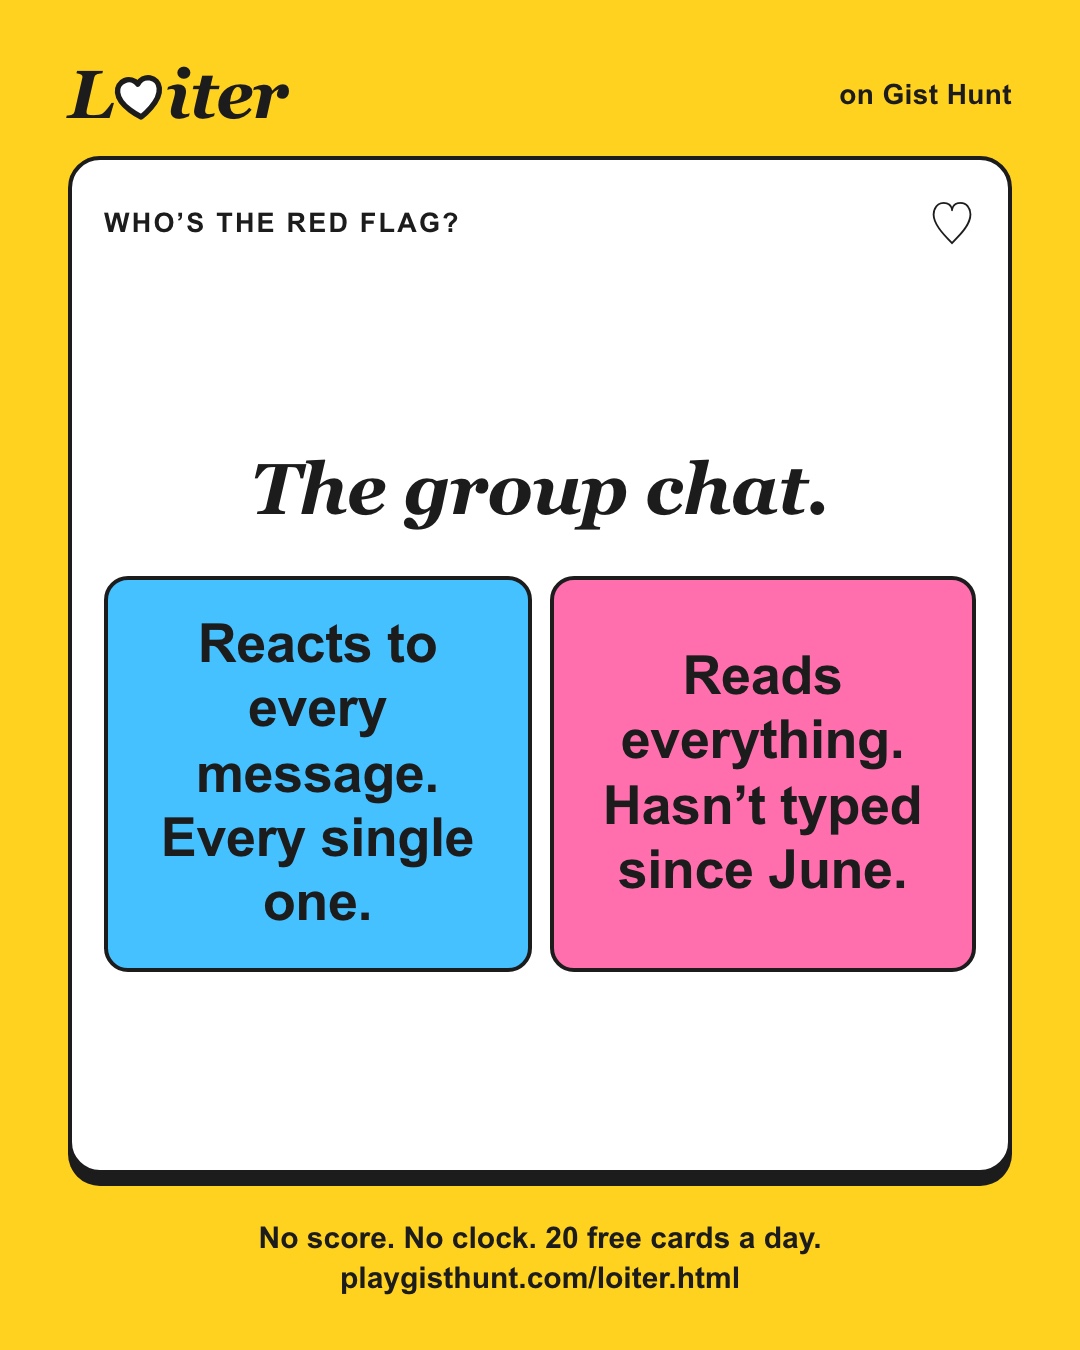 Loiter
on Gist Hunt
WHO’S THE RED FLAG?
The group chat.
Reacts to
every
message.
Every single
one.
Reads
everything.
Hasn’t typed
since June.
No score. No clock. 20 free cards a day.
playgisthunt.com/loiter.html